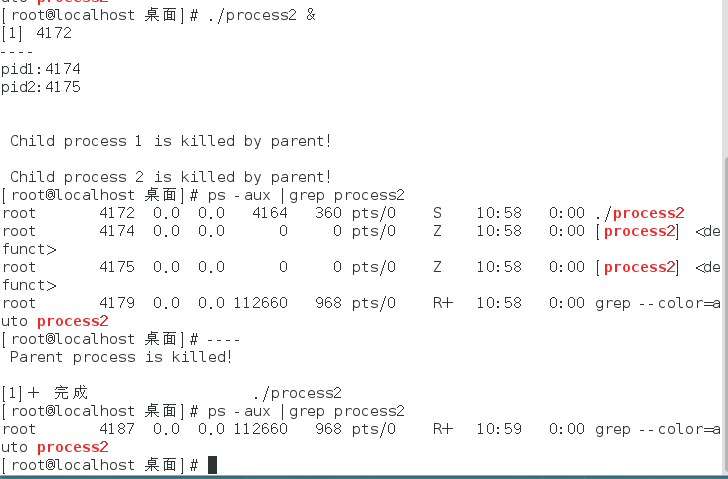 uto process2
[root@localhost 桌面]# ./process2 &
[1] 4172
----
pid1:4174
pid2:4175
Child process 1 is killed by parent!
Child process 2 is killed by parent!
[root@localhost 桌面]# ps -aux |grep process2
root 4172 0.0 0.0 4164 360 pts/0 S 10:58 0:00 ./process2
root 4174 0.0 0.0 0 0 pts/0 Z 10:58 0:00 [process2] <de
funct>
root 4175 0.0 0.0 0 0 pts/0 Z 10:58 0:00 [process2] <de
funct>
root 4179 0.0 0.0 112660 968 pts/0 R+ 10:58 0:00 grep --color=a
uto process2
[root@localhost 桌面]# ----
Parent process is killed!
[1]+ 完成 ./process2
[root@localhost 桌面]# ps -aux |grep process2
root 4187 0.0 0.0 112660 968 pts/0 R+ 10:59 0:00 grep --color=a
uto process2
[root@localhost 桌面]#